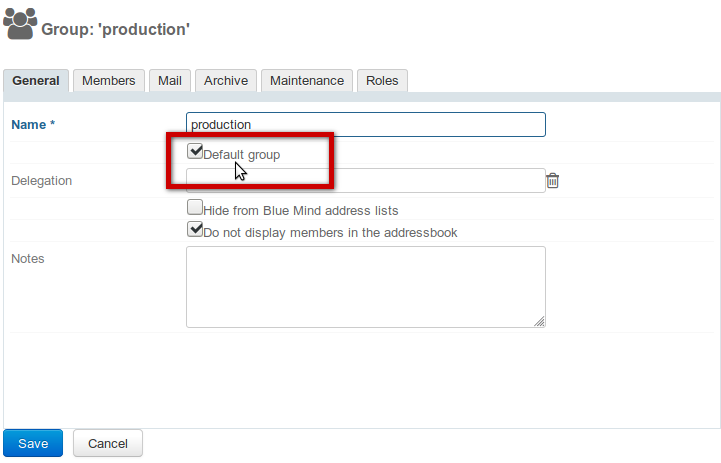 Group: 'production'
General Members Mail Archive Maintenance Roles
Name * production
Default group
Delegation
Hide from Blue Mind address lists
Do not display members in the addressbook
Notes
Save Cancel